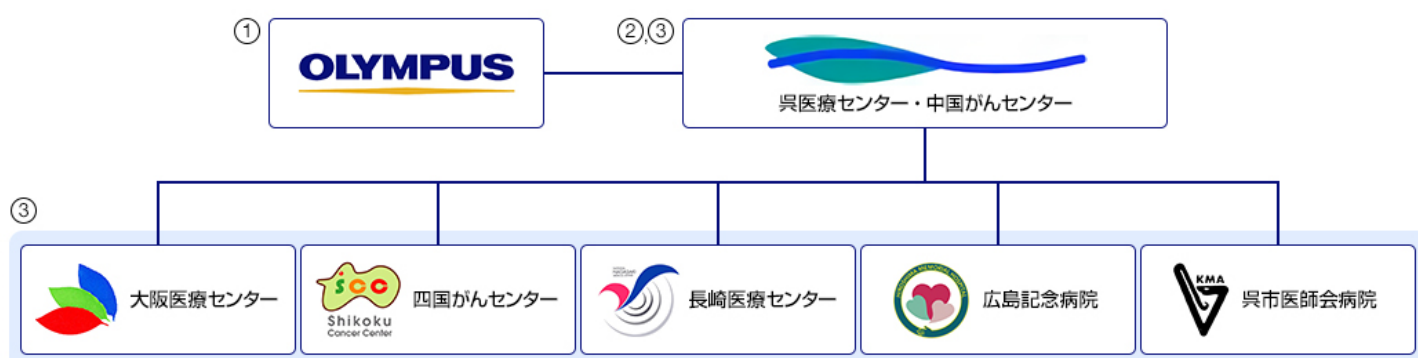 ①
OLYMPUS
②,③
呉医療センター・中国がんセンター
③
大阪医療センター
scc
Shikoku
Cancer Center
四国がんセンター
長崎医療センター
広島記念病院
KMA
呉市医師会病院